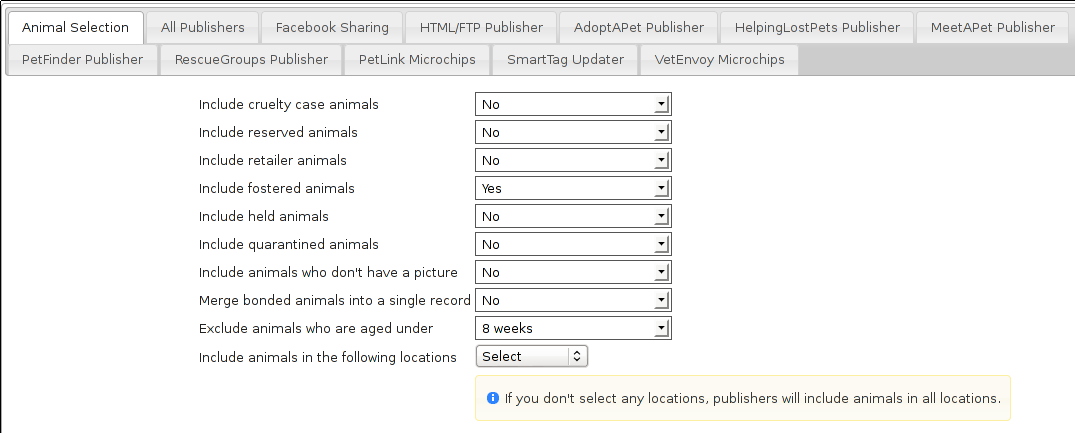 Animal Selection All Publishers Facebook Sharing HTML/FTP Publisher AdoptAPet Publisher HelpingLostPets Publisher MeetAPet Publisher
PetFinder Publisher RescueGroups Publisher PetLink Microchips SmartTag Updater VetEnvoy Microchips
Include cruelty case animals No
Include reserved animals No
Include retailer animals No
Include fostered animals Yes
Include held animals No
Include quarantined animals No
Include animals who don't have a picture No
Merge bonded animals into a single record No
Exclude animals who are aged under 8 weeks
Include animals in the following locations Select
If you don't select any locations, publishers will include animals in all locations.